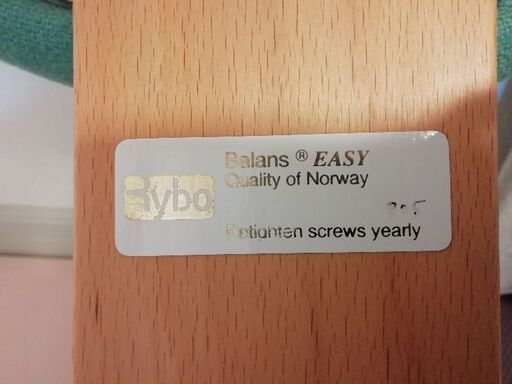 Rybo
Balans ® EASY
Quality of Norway
Retighten screws yearly